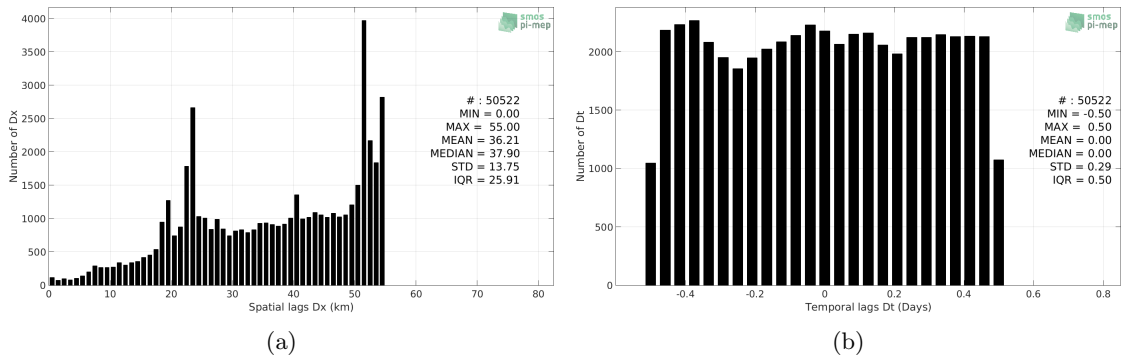 smos
pi-mep
4000
3500
3000
2500
2000
1500
1000
500
0
Number of Dx
# : 50522
MIN = 0.00
MAX = 55.00
MEAN = 36.21
MEDIAN = 37.90
STD = 13.75
IQR = 25.91
0 10 20 30 40 50 60 70 80
Spatial lags Dx (km)
(a)
smos
pi-mep
2000
1500
1000
500
0
Number of Dt
# : 50522
MIN = -0.50
MAX = 0.50
MEAN = 0.00
MEDIAN = 0.00
STD = 0.29
IQR = 0.50
-0.4 -0.2 0 0.2 0.4 0.6 0.8
Temporal lags Dt (Days)
(b)